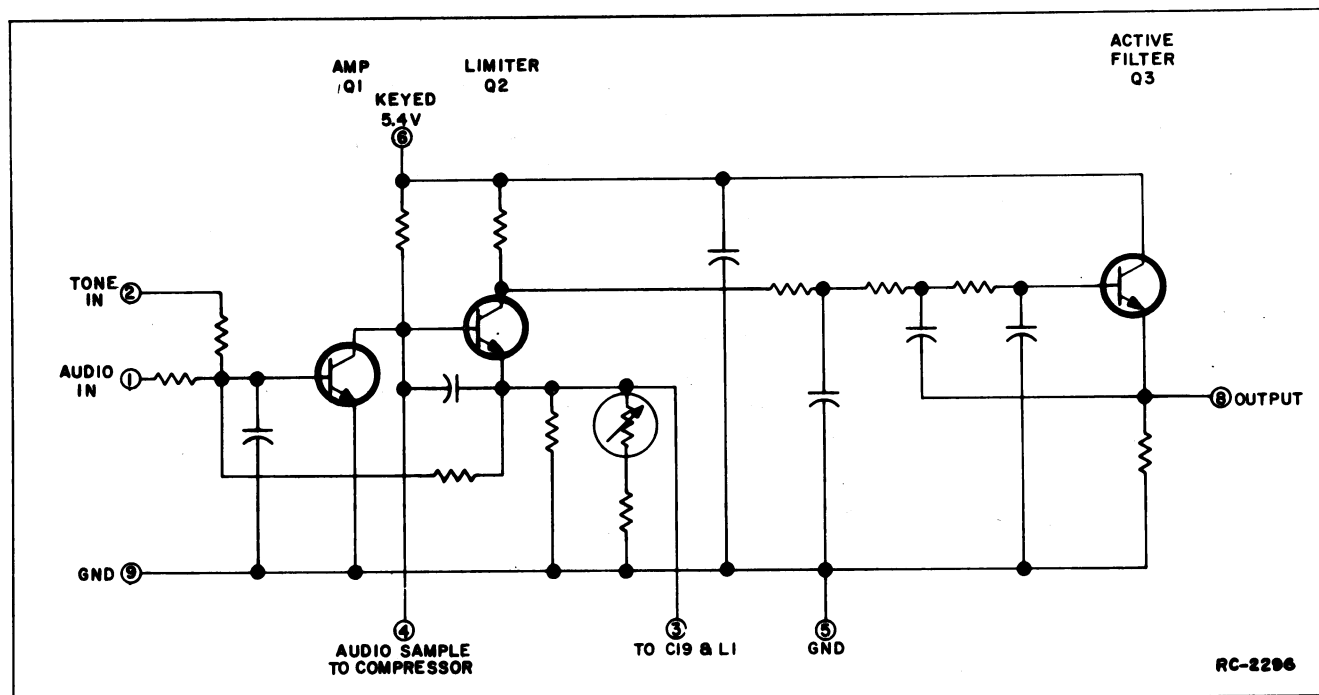 AMP
Q1
LIMITER
Q2
ACTIVE
FILTER
Q3
KEYED
5.4V
6
TONE
IN
2
AUDIO
IN
1
8 OUTPUT
GND 9
4
AUDIO SAMPLE
TO COMPRESSOR
3
TO C19 & L1
5
GND
RC-2296